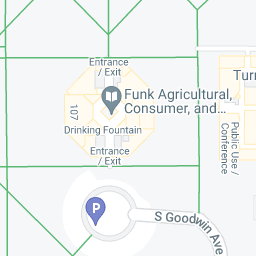 Entrance
/ Exit
Funk Agricultural,
Consumer, and...
107
Drinking Fountain
Entrance
/ Exit
Turn
Public Use /
Conference
P
S Goodwin Ave